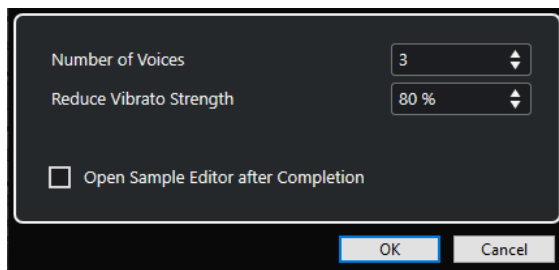 Number of Voices 3
Reduce Vibrato Strength 80 %
Open Sample Editor after Completion
OK Cancel